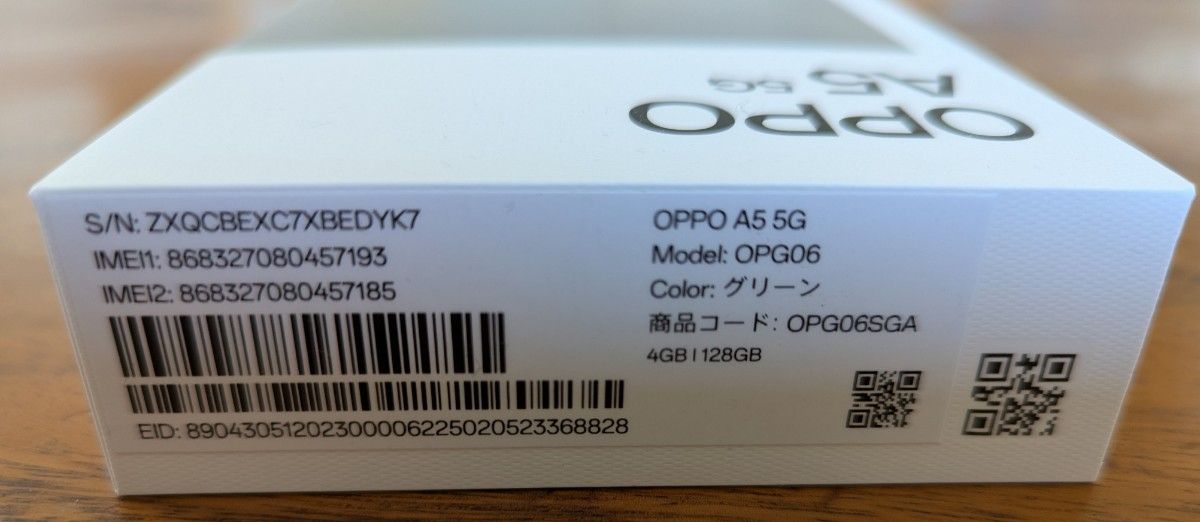 OPPO
A5 5G
S/N: ZXQCBEXC7XBEDYK7
IMEI1: 868327080457193
IMEI2: 868327080457185
EID: 89043051202300006225020523368828
OPPO A5 5G
Model: OPG06
Color: グリーン
商品コード: OPG06SGA
4GB | 128GB